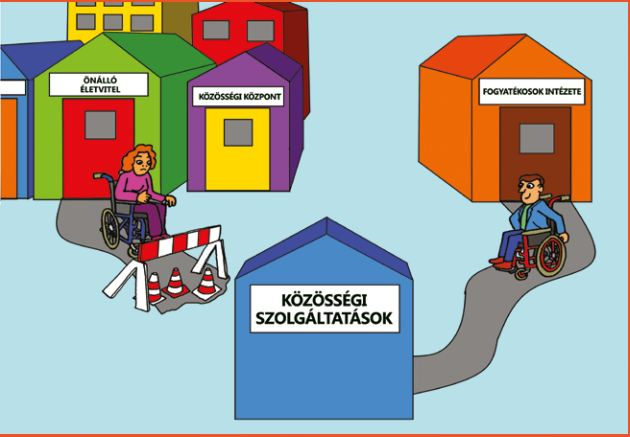 ÖNÁLLÓ
ÉLETVITEL
KÖZÖSSÉGI KÖZPONT
FOGYATÉKOSOK INTÉZETE
KÖZÖSSÉGI
SZOLGÁLTATÁSOK